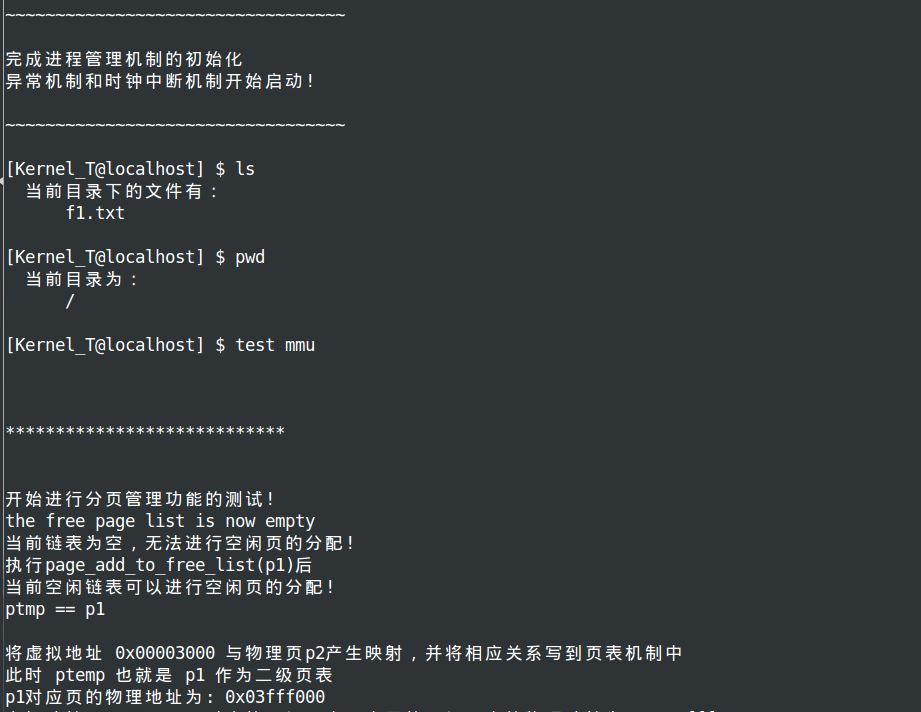 ~~~~~~~~~~~~~~~~~~~~~~~~~~~~~~~~~~
完成进程管理机制的初始化
异常机制和时钟中断机制开始启动！
~~~~~~~~~~~~~~~~~~~~~~~~~~~~~~~~~~
[Kernel_T@localhost] $ ls
当前目录下的文件有：
f1.txt
[Kernel_T@localhost] $ pwd
当前目录为：
/
[Kernel_T@localhost] $ test mmu
****************************
开始进行分页管理功能的测试！
the free page list is now empty
当前链表为空，无法进行空闲页的分配！
执行page_add_to_free_list(p1)后
当前空闲链表可以进行空闲页的分配！
ptmp == p1
将虚拟地址 0x00003000 与物理页p2产生映射，并将相应关系写到页表机制中
此时 ptemp 也就是 p1 作为二级页表
p1对应页的物理地址为: 0x03fff000